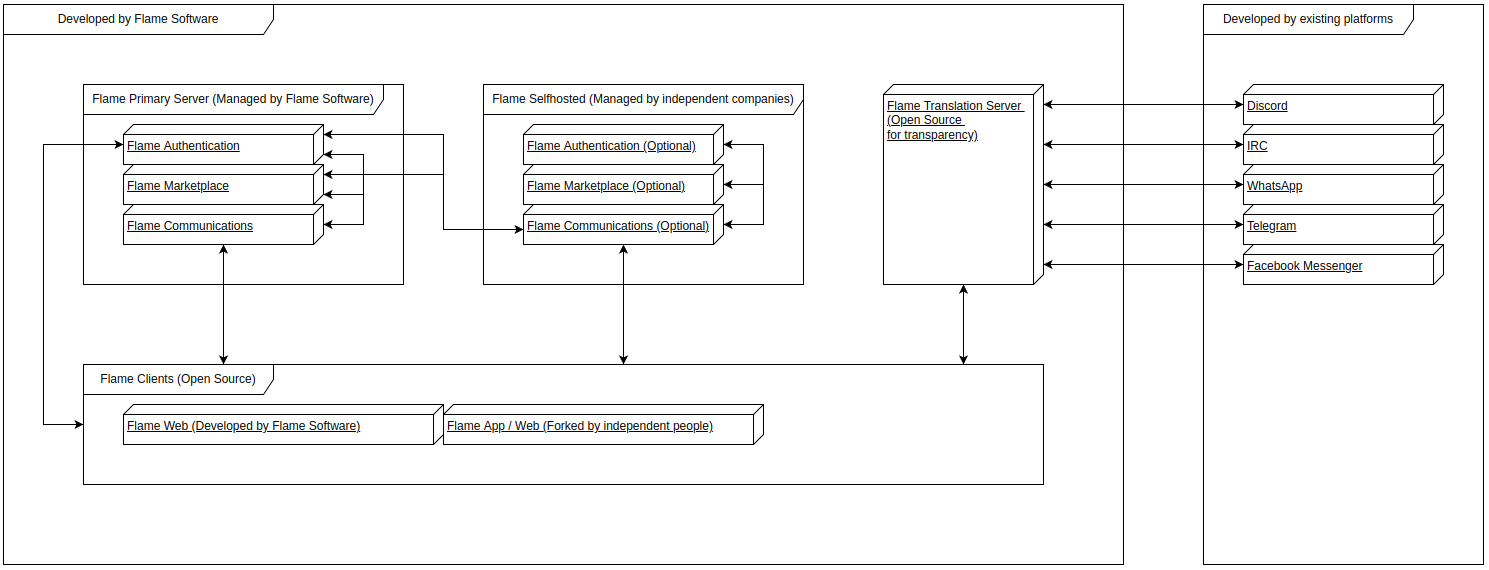 Developed by Flame Software
Developed by existing platforms
Flame Primary Server (Managed by Flame Software)
Flame Authentication
Flame Marketplace
Flame Communications
Flame Selfhosted (Managed by independent companies)
Flame Authentication (Optional)
Flame Marketplace (Optional)
Flame Communications (Optional)
Flame Translation Server
(Open Source
for transparency)
Discord
IRC
WhatsApp
Telegram
Facebook Messenger
Flame Clients (Open Source)
Flame Web (Developed by Flame Software)
Flame App / Web (Forked by independent people)